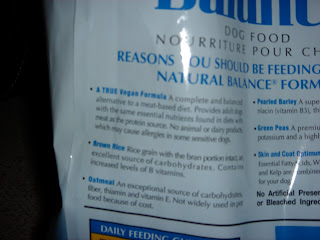 Balanc
DOG FOOD
NOURRITURE POUR CH
REASONS YOU SHOULD BE FEEDING
NATURAL BALANCE® FORM
• A TRUE Vegan Formula A complete and balanced
alternative to a meat-based diet. Provides adult dogs
with the same essential nutrients found in diets with
meat as the protein source. No animal or dairy products,
which may cause allergies in some sensitive dogs.
• Brown Rice Rice grain with the bran portion intact, an
excellent source of carbohydrates. Contains
increased levels of B vitamins.
• Oatmeal An exceptional source of carbohydrates,
fiber, thiamin and vitamin E. Not widely used in pet
food because of cost.
• Pearled Barley A super
niacin (vitamin B3), th
• Green Peas A premium
potassium and a highl
• Skin and Coat Optimum
Essential Fatty Acids,
and Kelp are combined
for your dog
No Artificial Preser
or Bleached Ingre
DAILY FEEDING